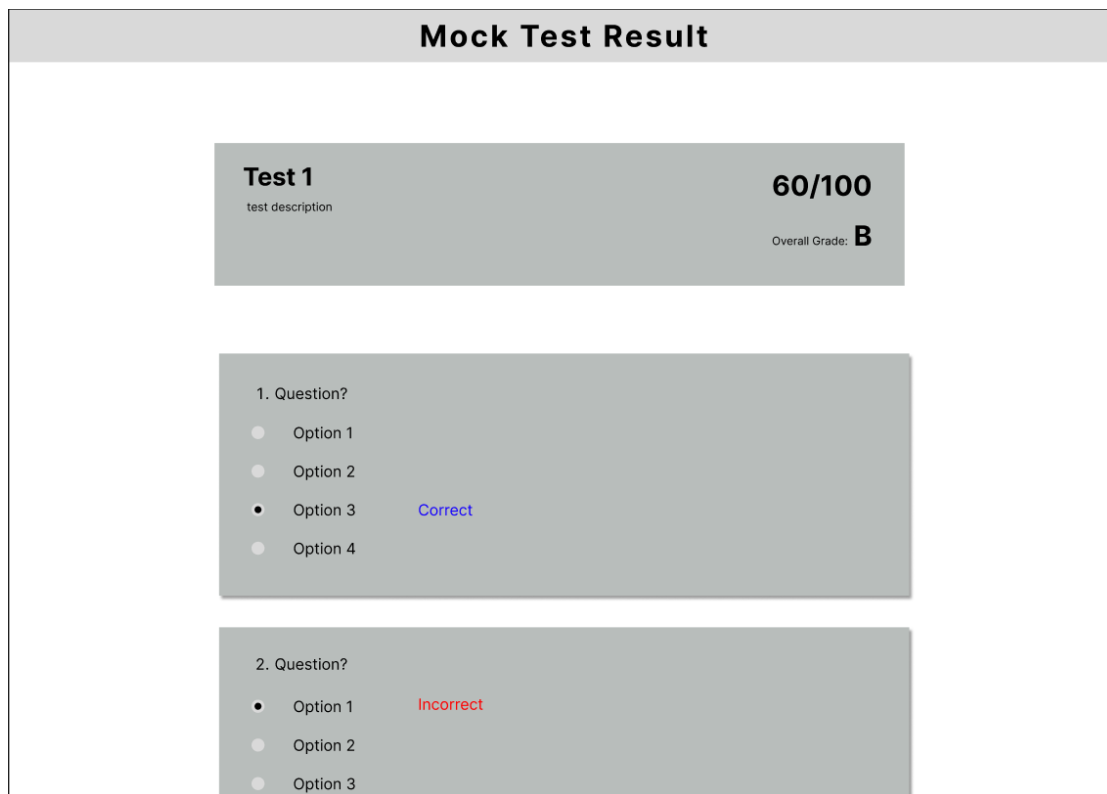 Mock Test Result
Test 1
60/100
test description
Overall Grade: B
1. Question?
Option 1
Option 2
Option 3 Correct
Option 4
2. Question?
Option 1 Incorrect
Option 2
Option 3